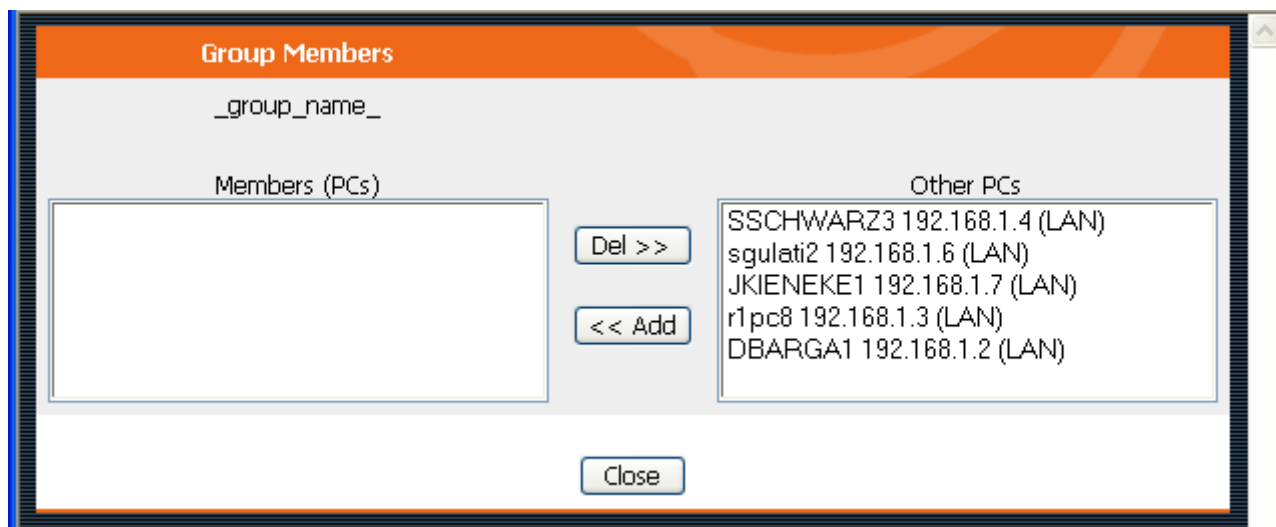 Group Members
_group_name_
Members (PCs)
Other PCs
Del >>
<< Add
SSCHWARZ3 192.168.1.4 (LAN)
sgulati2 192.168.1.6 (LAN)
JKIENEKE1 192.168.1.7 (LAN)
r1pc8 192.168.1.3 (LAN)
DBARGA1 192.168.1.2 (LAN)
Close